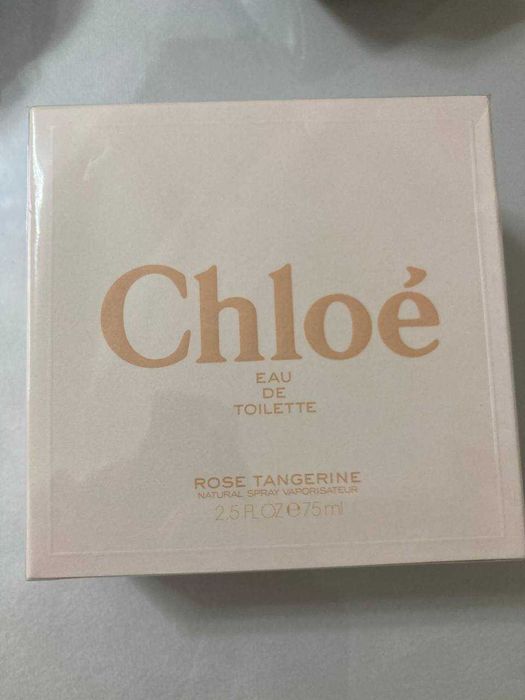 Chloé
EAU
DE
TOILETTE
ROSE TANGERINE
NATURAL SPRAY VAPORISATEUR
2,5 FL.OZ ℮ 75 ml